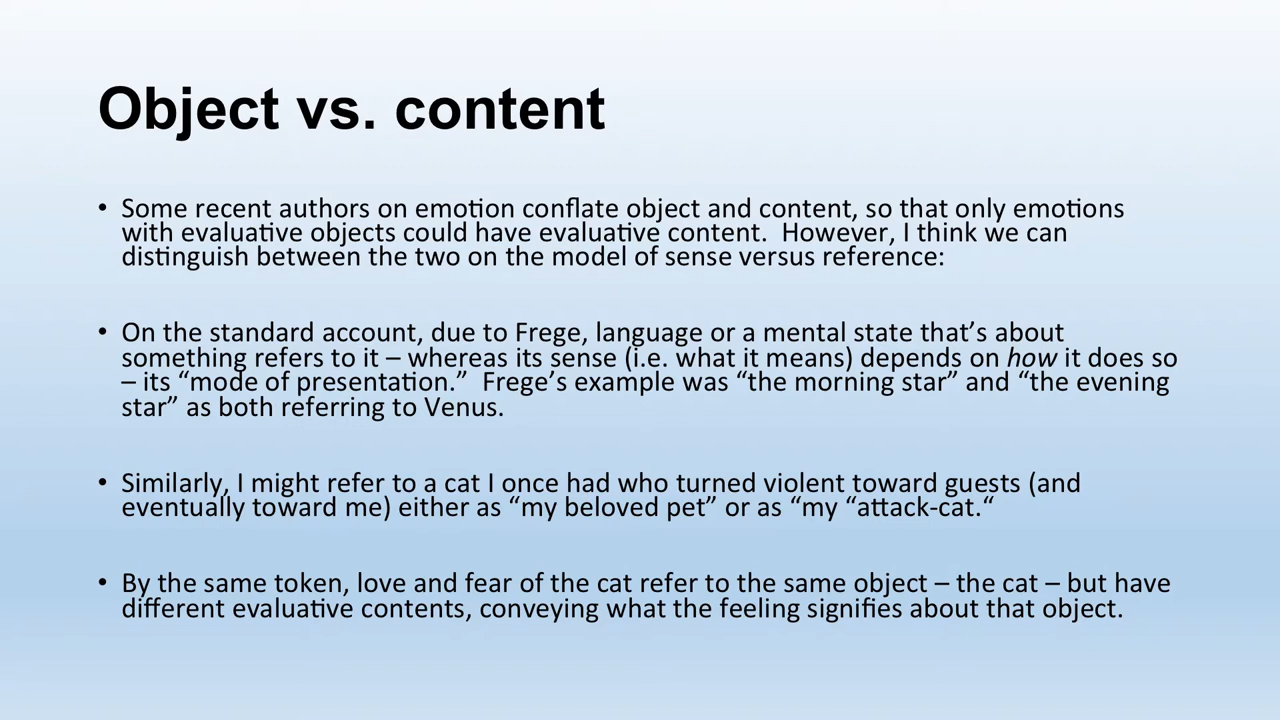 Object vs. content
• Some recent authors on emotion conflate object and content, so that only emotions
with evaluative objects could have evaluative content.  However, I think we can
distinguish between the two on the model of sense versus reference:
• On the standard account, due to Frege, language or a mental state that’s about
something refers to it – whereas its sense (i.e. what it means) depends on how it does so
– its “mode of presentation.”  Frege’s example was “the morning star” and “the evening
star” as both referring to Venus.
• Similarly, I might refer to a cat I once had who turned violent toward guests (and
eventually toward me) either as “my beloved pet” or as “my “attack-cat.“
• By the same token, love and fear of the cat refer to the same object – the cat – but have
different evaluative contents, conveying what the feeling signifies about that object.